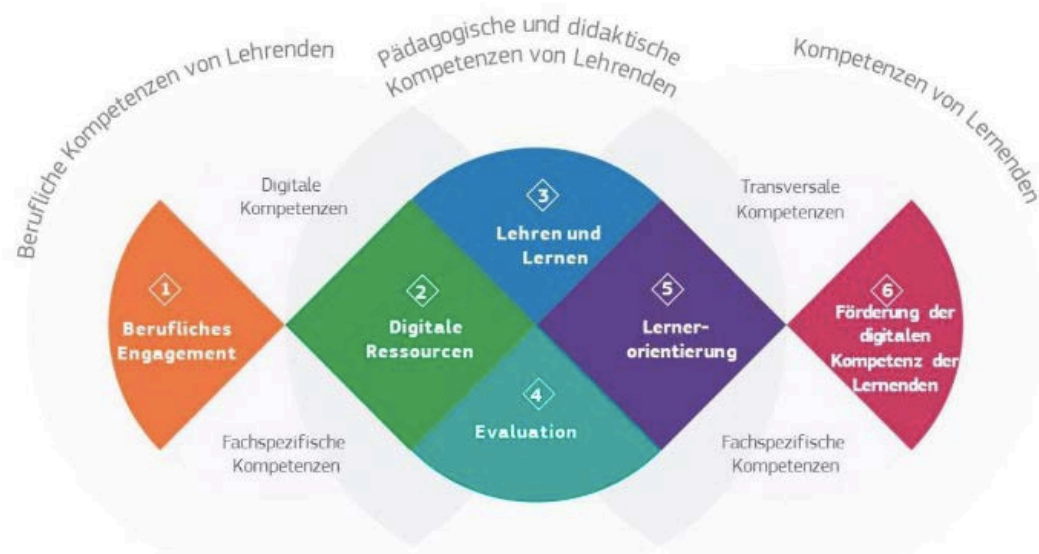 Berufliche Kompetenzen von Lehrenden
Pädagogische und didaktische
Kompetenzen von Lehrenden
Kompetenzen von Lernenden
Digitale
Kompetenzen
Transversale
Kompetenzen
1
Berufliches
Engagement
2
Digitale
Ressourcen
3
Lehren und
Lernen
4
Evaluation
5
Lerner-
orientierung
6
Förderung der
digitalen
Kompetenz der
Lernenden
Fachspezifische
Kompetenzen
Fachspezifische
Kompetenzen